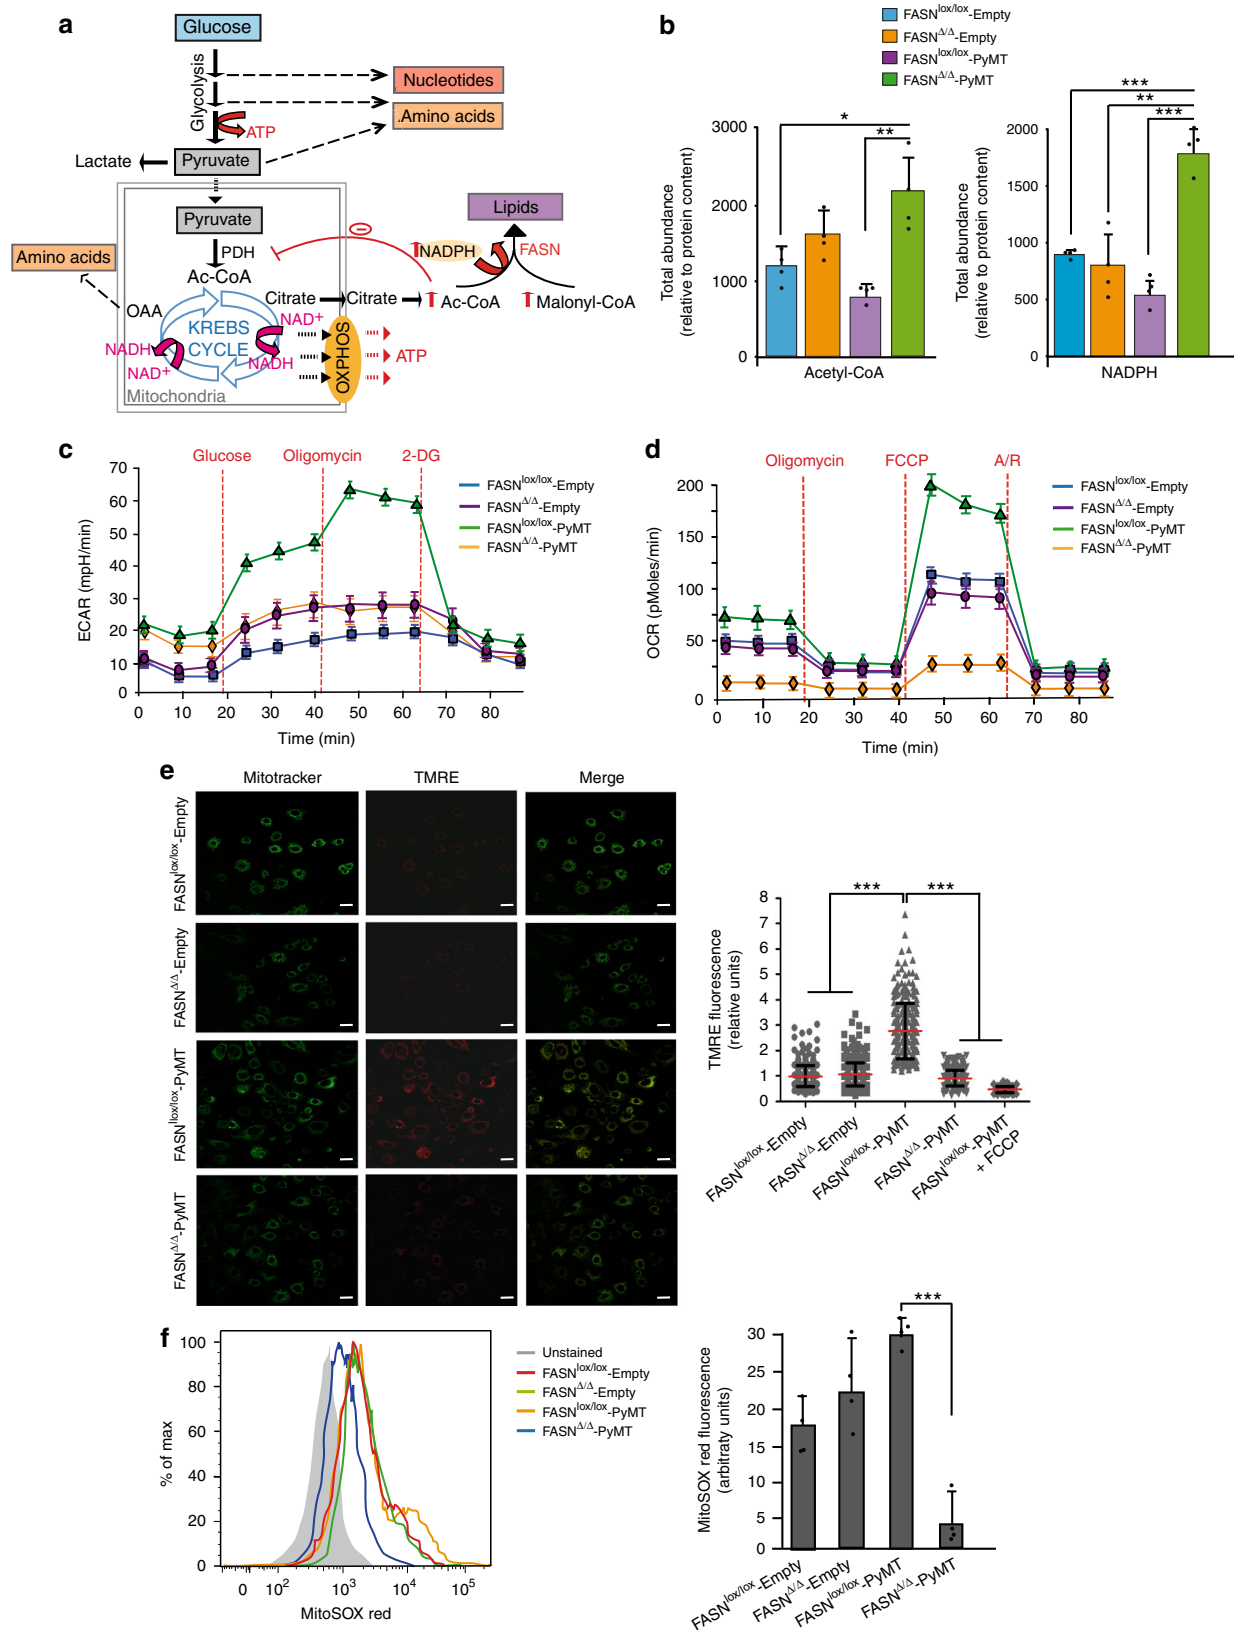 a
Glucose
Glycolysis
Nucleotides
Amino acids
ATP
Lactate
Pyruvate
Pyruvate
Lipids
PDH
NADPH
FASN
Amino acids
Ac-CoA
OAA
Citrate
Citrate
Ac-CoA
Malonyl-CoA
NAD+
KREBS
CYCLE
NADH
NADH
NAD+
OXPHOS
ATP
Mitochondria
b
FASNlox/lox-Empty
FASNΔ/Δ-Empty
FASNlox/lox-PyMT
FASNΔ/Δ-PyMT
Total abundance
(relative to protein content)
3000
2000
1000
0
*
**
Acetyl-CoA
Total abundance
(relative to protein content)
2000
1500
1000
500
0
***
**
***
NADPH
c
Glucose
Oligomycin
2-DG
ECAR (mpH/min)
70
60
50
40
30
20
10
0
0 10 20 30 40 50 60 70 80
Time (min)
FASNlox/lox-Empty
FASNΔ/Δ-Empty
FASNlox/lox-PyMT
FASNΔ/Δ-PyMT
d
Oligomycin
FCCP
A/R
OCR (pMoles/min)
200
150
100
50
0
0 10 20 30 40 50 60 70 80
Time (min)
FASNlox/lox-Empty
FASNΔ/Δ-Empty
FASNlox/lox-PyMT
FASNΔ/Δ-PyMT
e
Mitotracker
TMRE
Merge
FASNlox/lox-Empty
FASNΔ/Δ-Empty
FASNllox/lox-PyMT
FASNΔ/Δ-PyMT
TMRE fluorescence
(relative units)
8
7
6
5
4
3
2
1
0
***
***
FASNlox/lox-Empty
FASNΔ/Δ-Empty
FASNlox/lox-PyMT
FASNΔ/Δ-PyMT
FASNlox/lox-PyMT
+ FCCP
f
% of max
100
80
60
40
20
0
0 10² 10³ 10⁴ 10⁵
MitoSOX red
Unstained
FASNlox/lox-Empty
FASNΔ/Δ-Empty
FASNlox/lox-PyMT
FASNΔ/Δ-PyMT
MitoSOX red fluorescence
(arbitraty units)
30
25
20
15
10
5
0
***
FASNlox/lox-Empty
FASNΔ/Δ-Empty
FASNlox/lox-PyMT
FASNΔ/Δ-PyMT